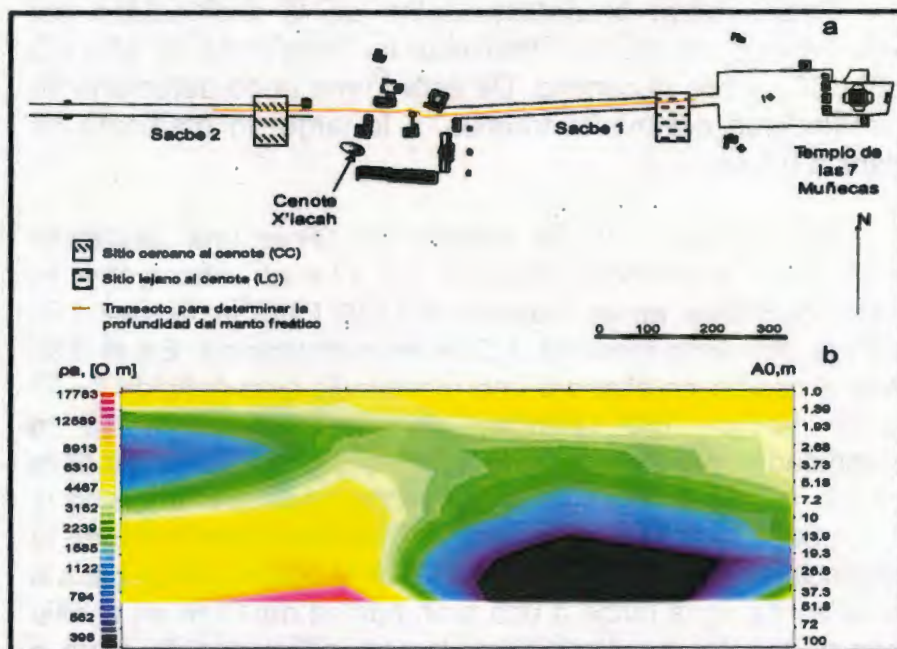 a
Sacbe 2
Sacbe 1
Templo de
las 7
Muñecas
Cenote
X'lacah
N
Sitio cercano al cenote (CC)
Sitio lejano al cenote (LC)
Transecto para determinar la
profundidad del manto freático
0 100 200 300
b
ρa, [O m]
A0,m
17783
12589
8913
6310
4467
3162
2239
1585
1122
794
562
398
1.0
1.39
1.93
2.68
3.73
5.18
7.2
10
13.9
19.3
26.8
37.3
51.8
72
100